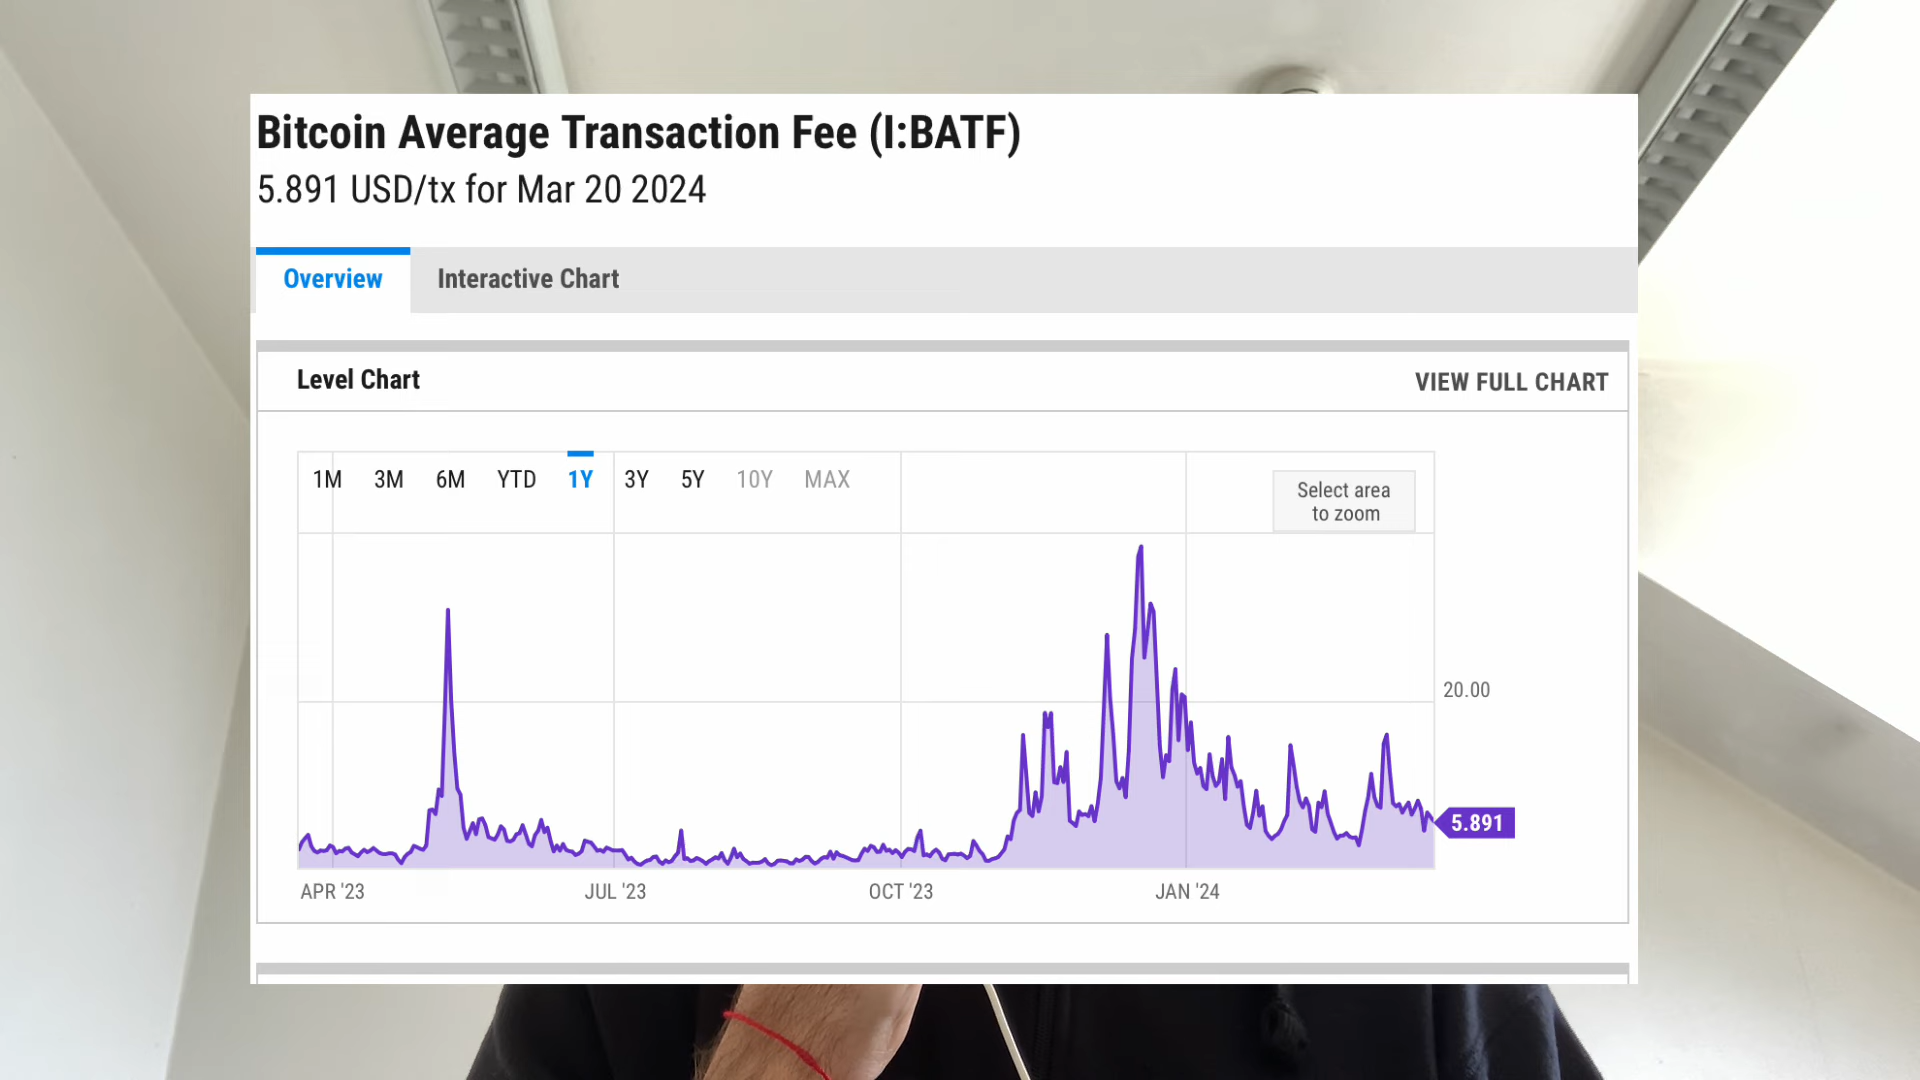 Bitcoin Average Transaction Fee (I:BATF)
5.891 USD/tx for Mar 20 2024
Overview Interactive Chart
Level Chart VIEW FULL CHART
1M 3M 6M YTD 1Y 3Y 5Y 10Y MAX
Select area
to zoom
20.00
5.891
APR '23 JUL '23 OCT '23 JAN '24